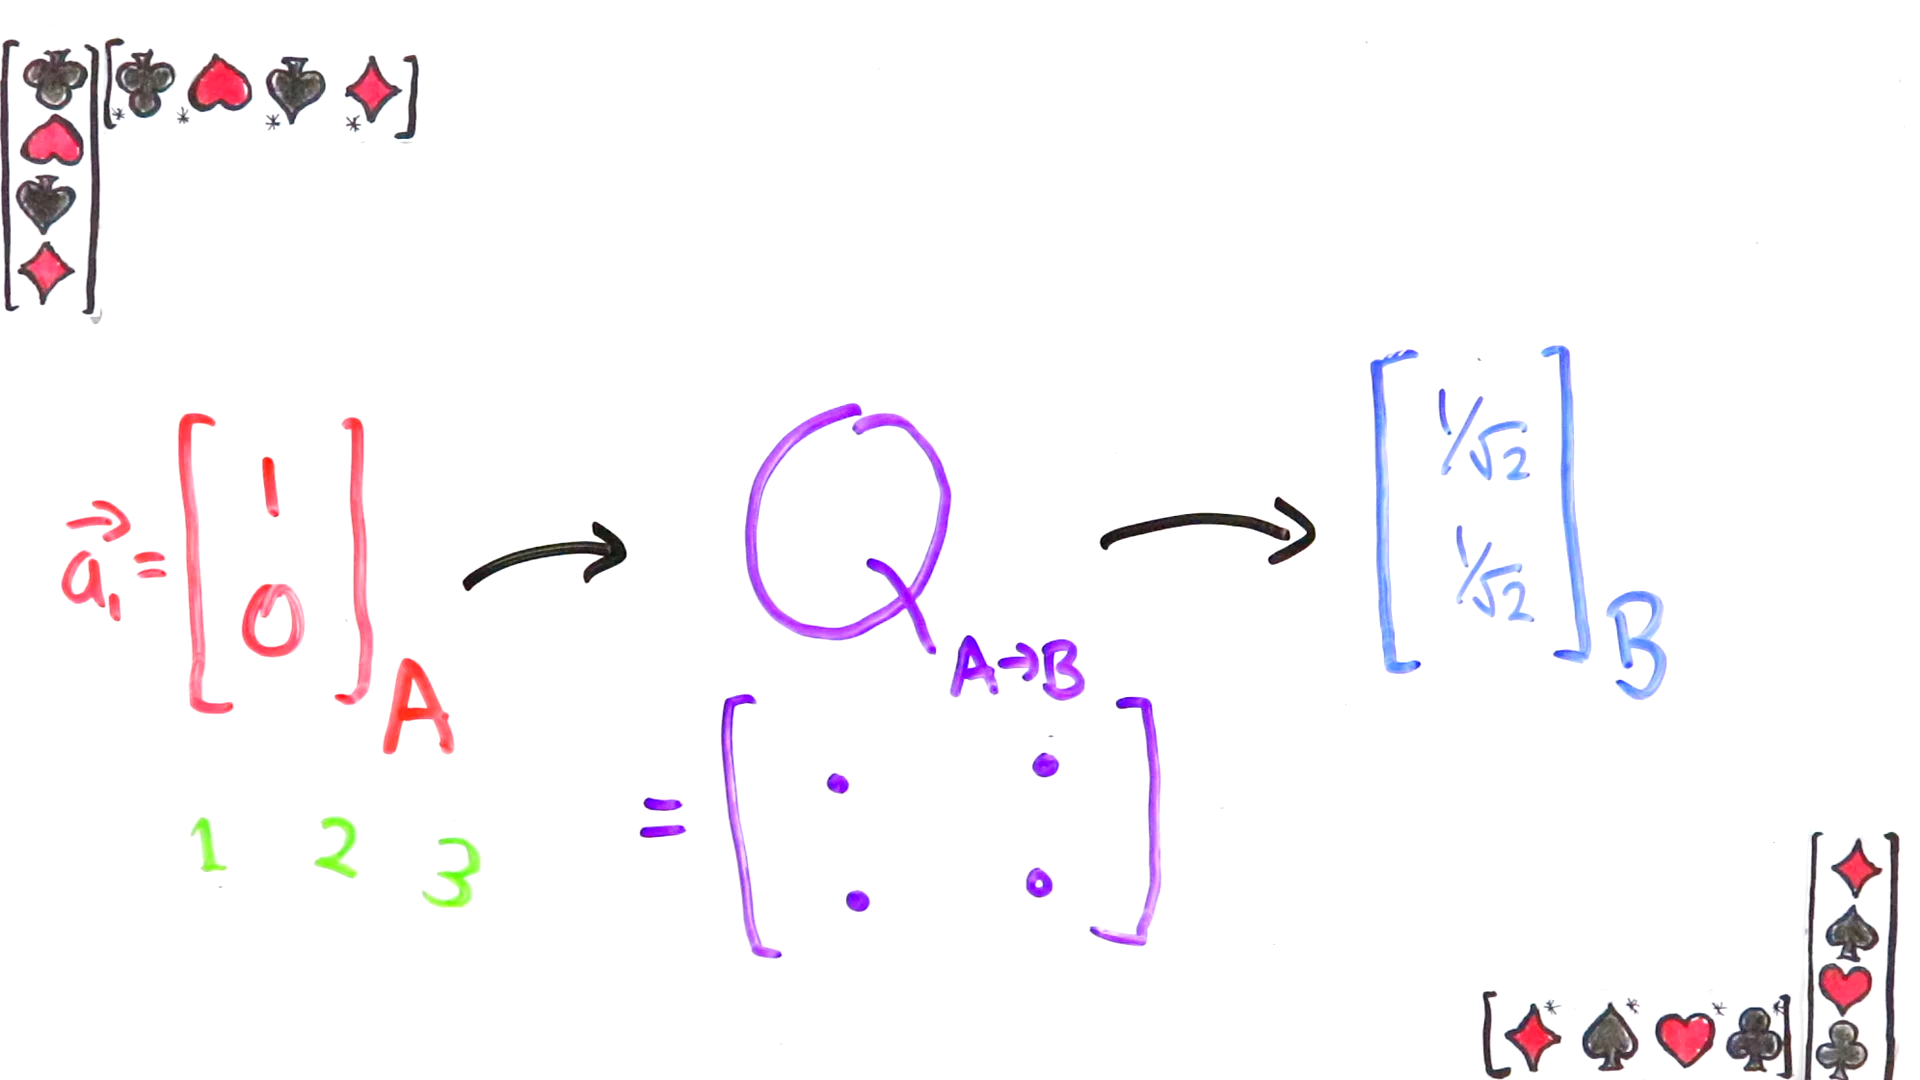 a⃗₁ = [ 1 0 ] A
Q A→B
[ 1/√2 1/√2 ] B
= [ • • • • ]
1 2 3